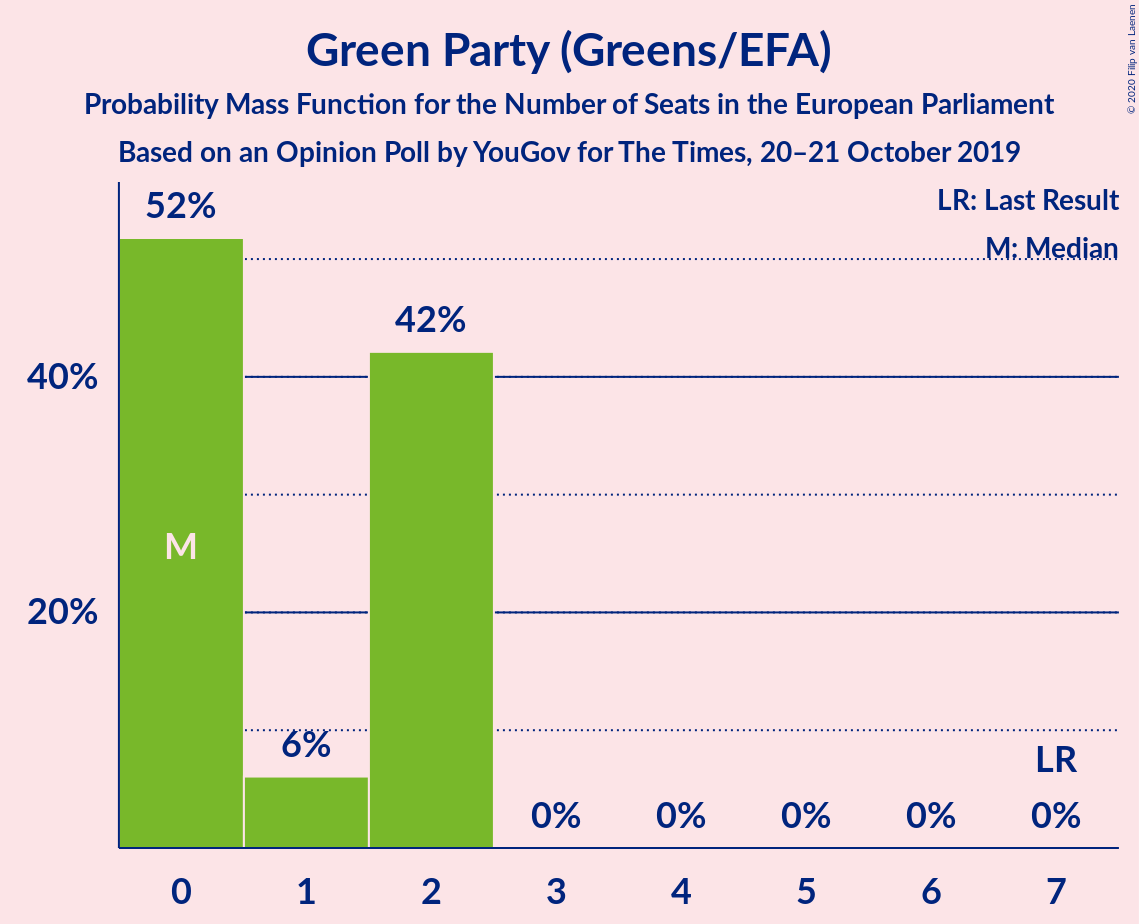 Green Party (Greens/EFA)
Probability Mass Function for the Number of Seats in the European Parliament
Based on an Opinion Poll by YouGov for The Times, 20–21 October 2019
© 2020 Filip van Laenen
LR: Last Result
M: Median
52%
42%
40%
M
20%
6%
LR
0% 0% 0% 0% 0%
0 1 2 3 4 5 6 7